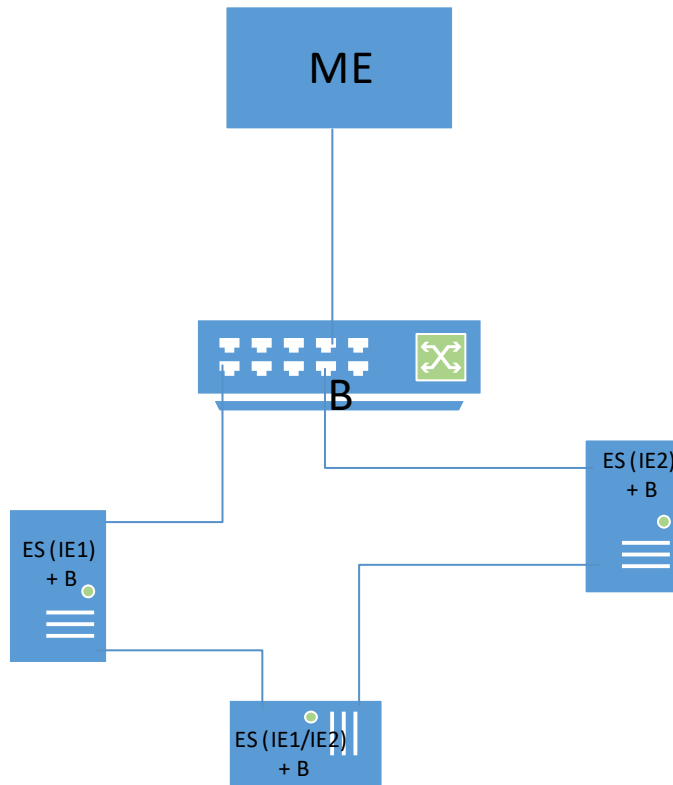 ME
B
ES (IE2)
+ B
ES (IE1)
+ B
ES (IE1/IE2)
+ B